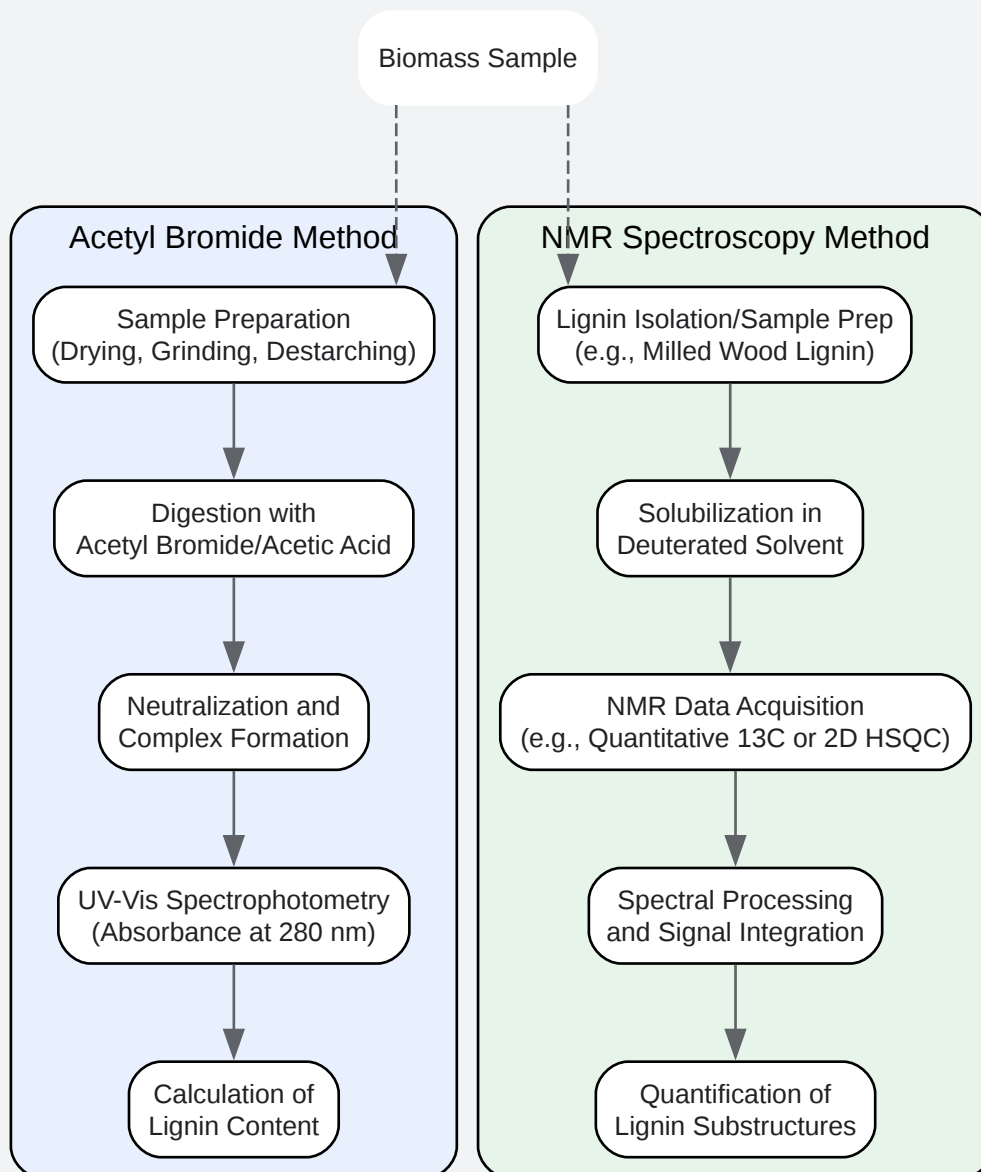 Biomass Sample
Acetyl Bromide Method
Sample Preparation
(Drying, Grinding, Destarching)
Digestion with
Acetyl Bromide/Acetic Acid
Neutralization and
Complex Formation
UV-Vis Spectrophotometry
(Absorbance at 280 nm)
Calculation of
Lignin Content
NMR Spectroscopy Method
Lignin Isolation/Sample Prep
(e.g., Milled Wood Lignin)
Solubilization in
Deuterated Solvent
NMR Data Acquisition
(e.g., Quantitative 13C or 2D HSQC)
Spectral Processing
and Signal Integration
Quantification of
Lignin Substructures